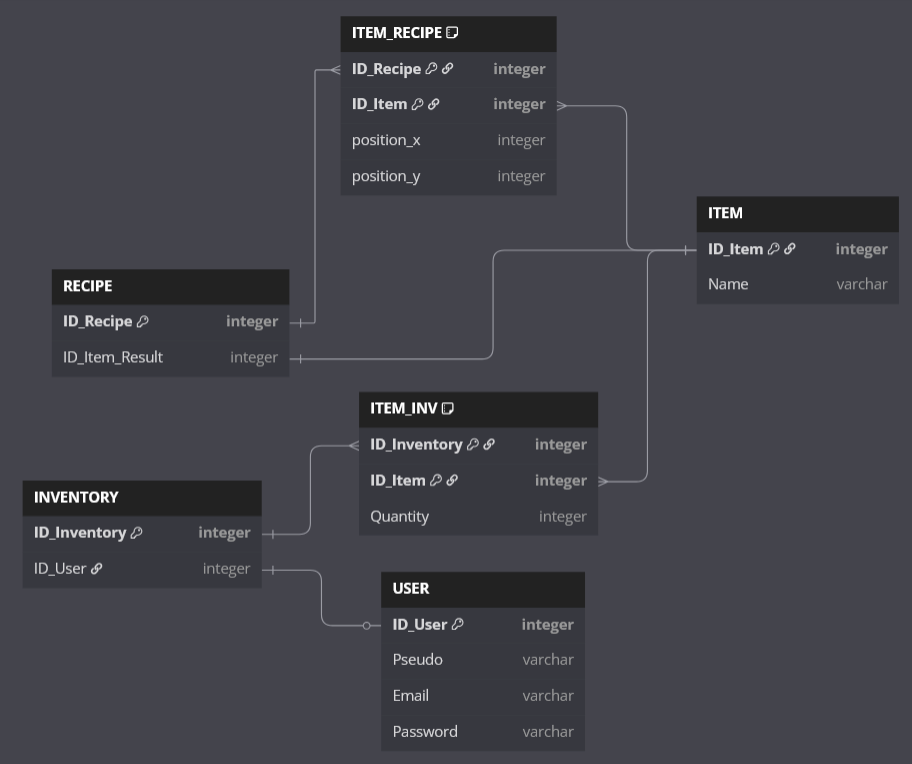 ITEM_RECIPE
ID_Recipe integer
ID_Item integer
position_x integer
position_y integer
ITEM
ID_Item integer
Name varchar
RECIPE
ID_Recipe integer
ID_Item_Result integer
ITEM_INV
ID_Inventory integer
ID_Item integer
Quantity integer
INVENTORY
ID_Inventory integer
ID_User integer
USER
ID_User integer
Pseudo varchar
Email varchar
Password varchar